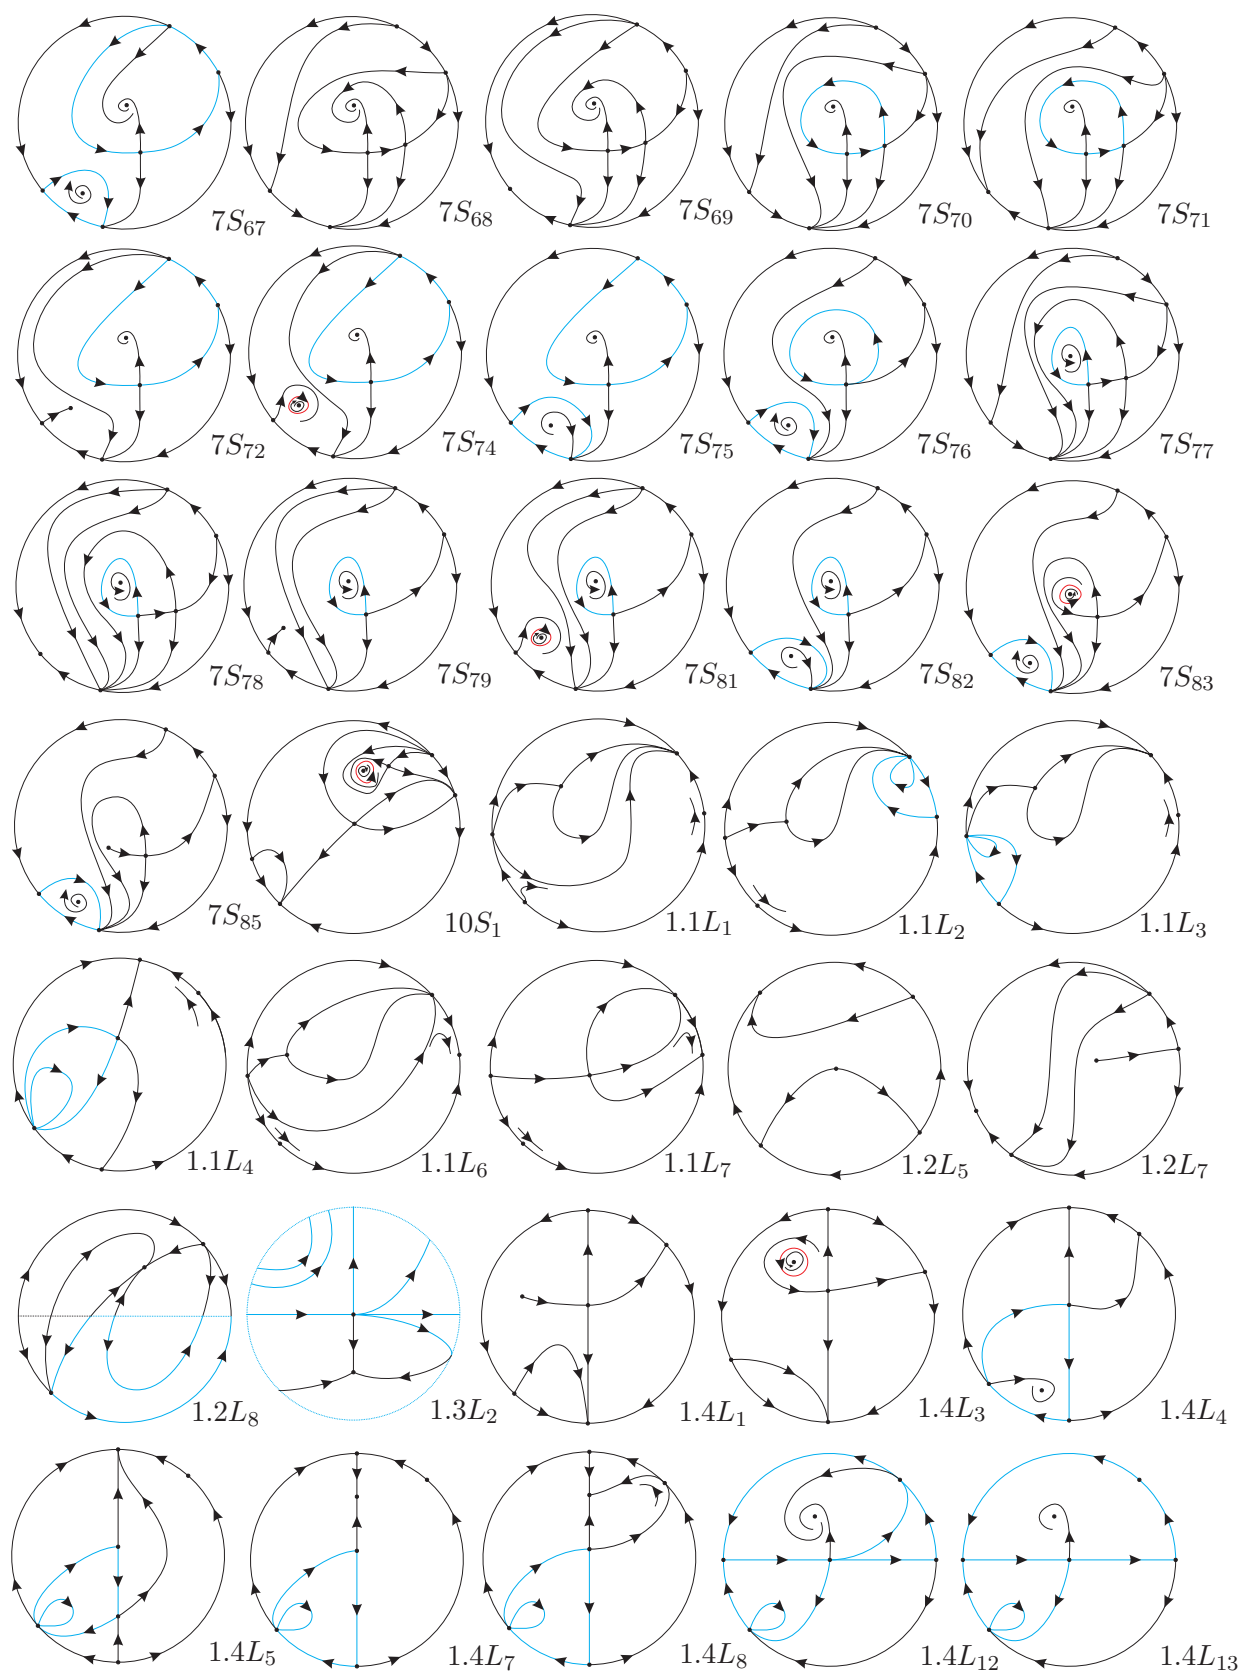 7S₆₇ 7S₆₈ 7S₆₉ 7S₇₀ 7S₇₁
7S₇₂ 7S₇₄ 7S₇₅ 7S₇₆ 7S₇₇
7S₇₈ 7S₇₉ 7S₈₁ 7S₈₂ 7S₈₃
7S₈₅ 10S₁ 1.1L₁ 1.1L₂ 1.1L₃
1.1L₄ 1.1L₆ 1.1L₇ 1.2L₅ 1.2L₇
1.2L₈ 1.3L₂ 1.4L₁ 1.4L₃ 1.4L₄
1.4L₅ 1.4L₇ 1.4L₈ 1.4L₁₂ 1.4L₁₃